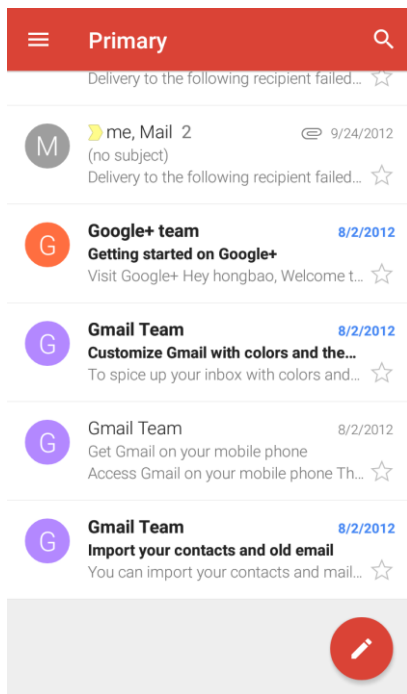 Primary
Delivery to the following recipient failed...
M
me, Mail 2
9/24/2012
(no subject)
Delivery to the following recipient failed...
G
Google+ team
8/2/2012
Getting started on Google+
Visit Google+ Hey hongbao, Welcome t...
G
Gmail Team
8/2/2012
Customize Gmail with colors and the...
To spice up your inbox with colors and...
G
Gmail Team
8/2/2012
Get Gmail on your mobile phone
Access Gmail on your mobile phone Th...
G
Gmail Team
8/2/2012
Import your contacts and old email
You can import your contacts and mail...